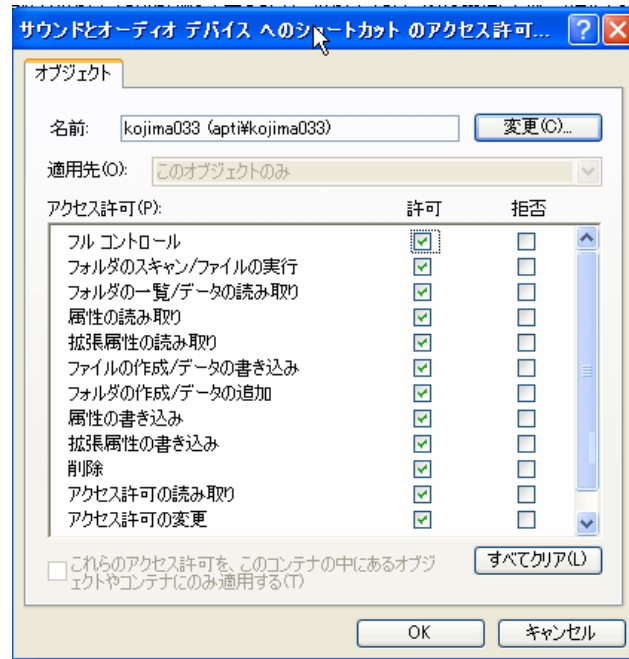 サウンドとオーディオ デバイス へのショートカット のアクセス許可...
オブジェクト
名前: kojima033 (apti¥kojima033) 変更(C)...
適用先(O): このオブジェクトのみ
アクセス許可(P): 許可 拒否
フル コントロール
フォルダのスキャン/ファイルの実行
フォルダの一覧/データの読み取り
属性の読み取り
拡張属性の読み取り
ファイルの作成/データの書き込み
フォルダの作成/データの追加
属性の書き込み
拡張属性の書き込み
削除
アクセス許可の読み取り
アクセス許可の変更
これらのアクセス許可を、このコンテナの中にあるオブジ
ェクトやコンテナにのみ適用する(T)
すべてクリア(L)
OK キャンセル